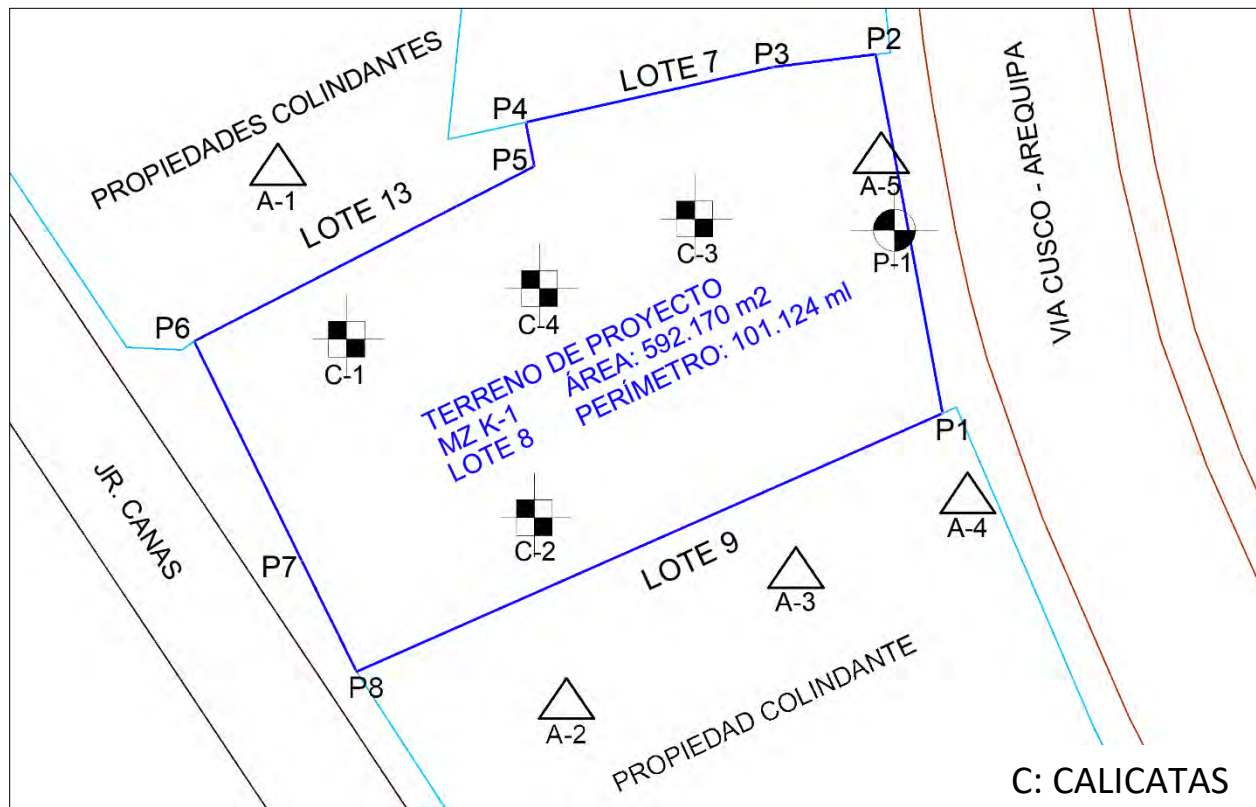 P2
P3
LOTE 7
PROPIEDADES COLINDANTES
P4
P5
A-1
LOTE 13
A-5
VIA CUSCO - AREQUIPA
P-1
C-3
C-4
P6
C-1
TERRENO DE PROYECTO
MZ K-1 ÁREA: 592.170 m2
LOTE 8 PERÍMETRO: 101.124 ml
P1
JR. CANAS
A-4
C-2
LOTE 9
P7
A-3
P8
A-2
PROPIEDAD COLINDANTE
C: CALICATAS